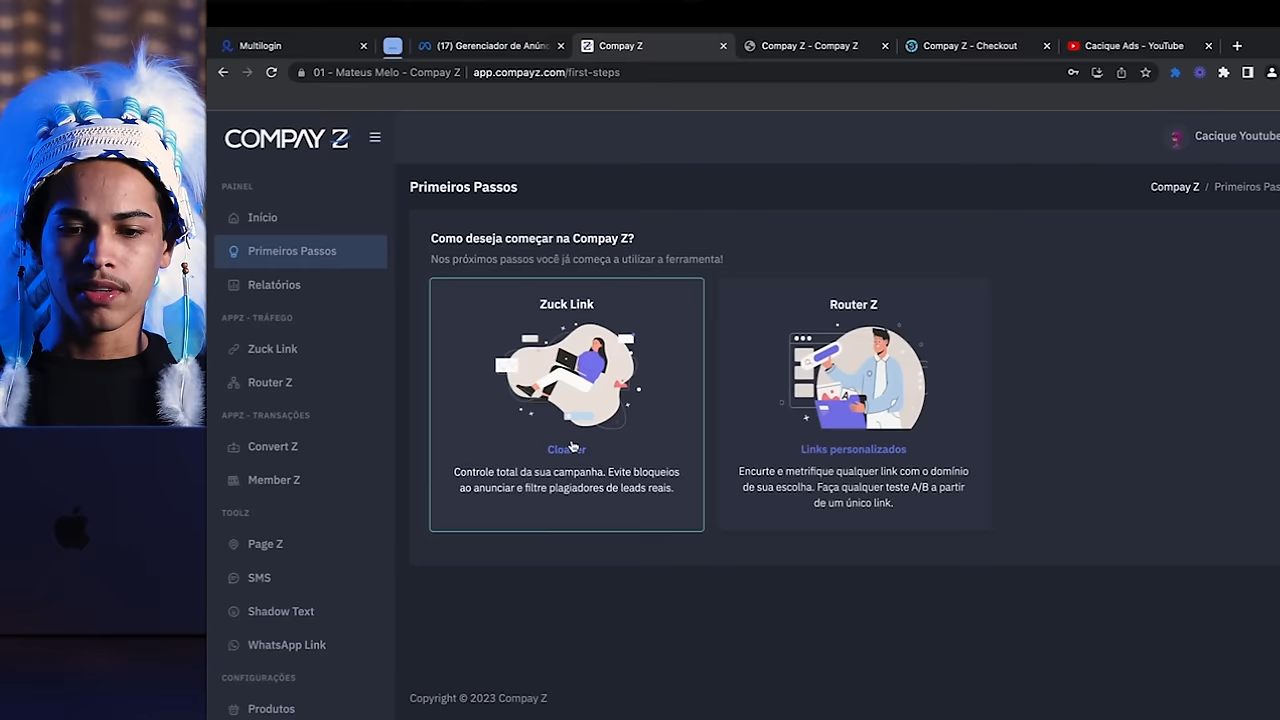 Multilogin
(17) Gerenciador de Anúnc
Compay Z
Compay Z - Compay Z
Compay Z - Checkout
Cacique Ads - YouTube
01 - Mateus Melo - Compay Z
app.compayz.com/first-steps
COMPAY Z
Cacique Youtube
PAINEL
Início
Primeiros Passos
Relatórios
APPZ - TRÁFEGO
Zuck Link
Router Z
APPZ - TRANSAÇÕES
Convert Z
Member Z
TOOLZ
Page Z
SMS
Shadow Text
WhatsApp Link
CONFIGURAÇÕES
Produtos
Primeiros Passos
Compay Z / Primeiros Pas
Como deseja começar na Compay Z?
Nos próximos passos você já começa a utilizar a ferramenta!
Zuck Link
Controle total da sua campanha. Evite bloqueios
ao anunciar e filtre plagiadores de leads reais.
Router Z
Links personalizados
Encurte e metrifique qualquer link com o domínio
de sua escolha. Faça qualquer teste A/B a partir
de um único link.
Copyright © 2023 Compay Z